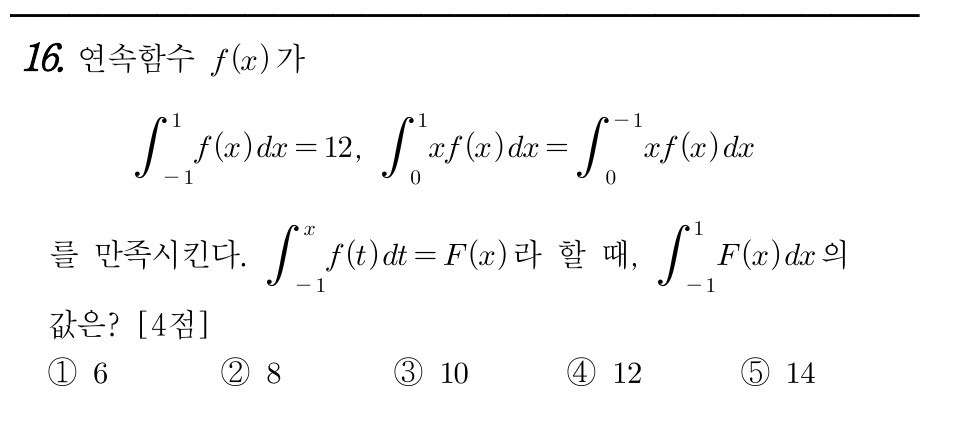 16. 연속함수 f(x)가
∫_{-1}^{1} f(x)dx = 12, ∫_{0}^{1} xf(x)dx = ∫_{0}^{-1} xf(x)dx
를 만족시킨다. ∫_{-1}^{x} f(t)dt = F(x)라 할 때, ∫_{-1}^{1} F(x)dx의
값은? [4점]
① 6 ② 8 ③ 10 ④ 12 ⑤ 14